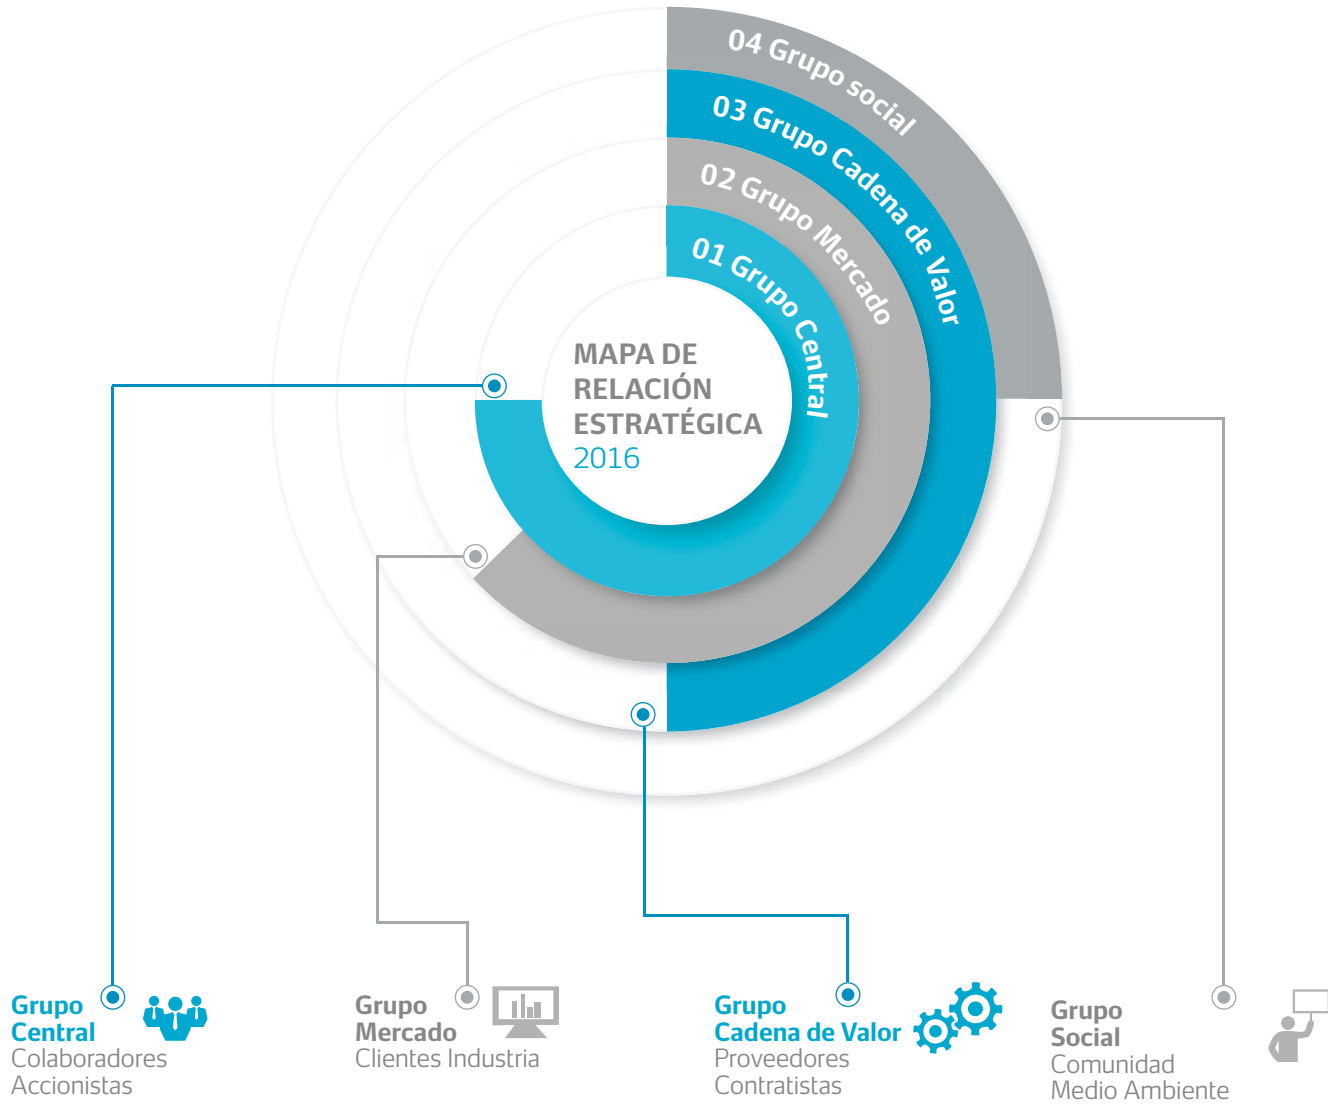 04 Grupo social
03 Grupo Cadena de Valor
02 Grupo Mercado
01 Grupo Central
MAPA DE
RELACIÓN
ESTRATÉGICA
2016
Grupo
Central
Colaboradores
Accionistas
Grupo
Mercado
Clientes Industria
Grupo
Cadena de Valor
Proveedores
Contratistas
Grupo
Social
Comunidad
Medio Ambiente